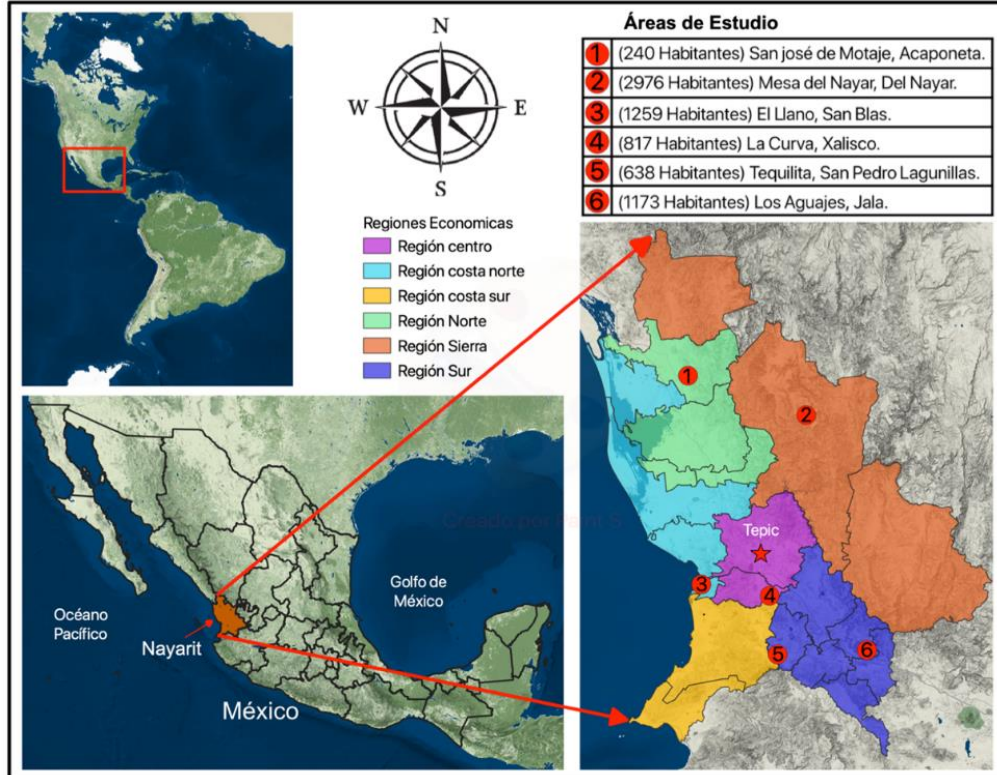 N
W
E
S
Áreas de Estudio
1 (240 Habitantes) San josé de Motaje, Acaponeta.
2 (2976 Habitantes) Mesa del Nayar, Del Nayar.
3 (1259 Habitantes) El Llano, San Blas.
4 (817 Habitantes) La Curva, Xalisco.
5 (638 Habitantes) Tequilita, San Pedro Lagunillas.
6 (1173 Habitantes) Los Aguajes, Jala.
Regiones Economicas
Región centro
Región costa norte
Región costa sur
Región Norte
Región Sierra
Región Sur
Océano
Pacífico
Nayarit
México
Golfo de
México
1
2
Tepic
3
4
5
6